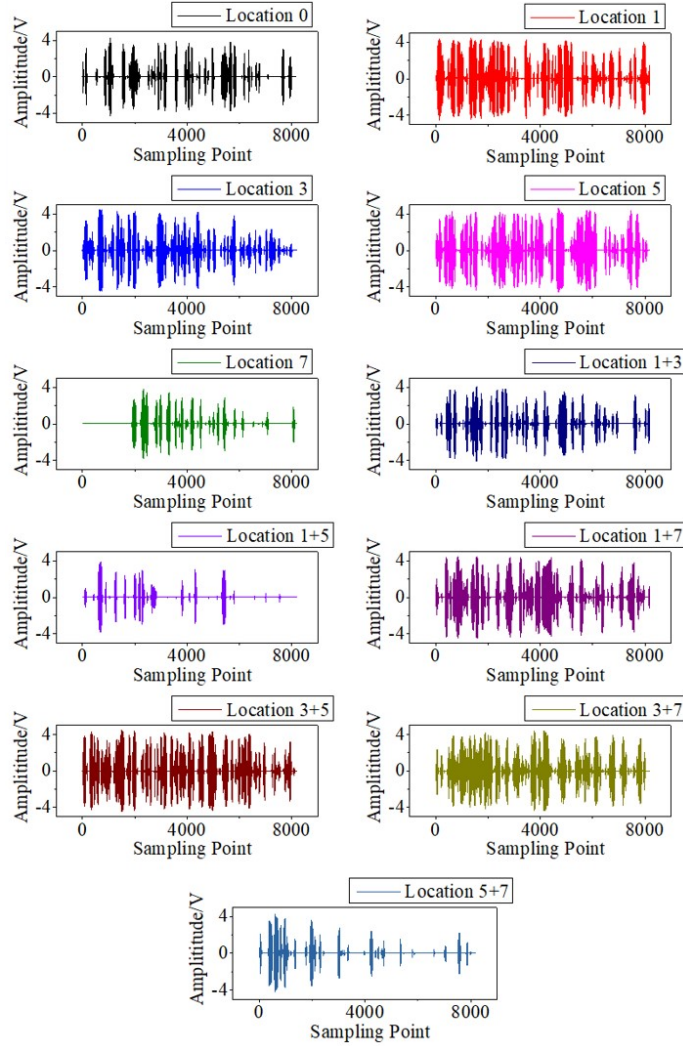 Location 0
Amplititude/V
4
0
-4
0 4000 8000
Sampling Point
Location 1
Amplititude/V
4
0
-4
0 4000 8000
Sampling Point
Location 3
Amplititude/V
4
0
-4
0 4000 8000
Sampling Point
Location 5
Amplititude/V
4
0
-4
0 4000 8000
Sampling Point
Location 7
Amplititude/V
4
0
-4
0 4000 8000
Sampling Point
Location 1+3
Amplititude/V
4
0
-4
0 4000 8000
Sampling Point
Location 1+5
Amplititude/V
4
0
-4
0 4000 8000
Sampling Point
Location 1+7
Amplititude/V
4
0
-4
0 4000 8000
Sampling Point
Location 3+5
Amplititude/V
4
0
-4
0 4000 8000
Sampling Point
Location 3+7
Amplititude/V
4
0
-4
0 4000 8000
Sampling Point
Location 5+7
Amplititude/V
4
0
-4
0 4000 8000
Sampling Point